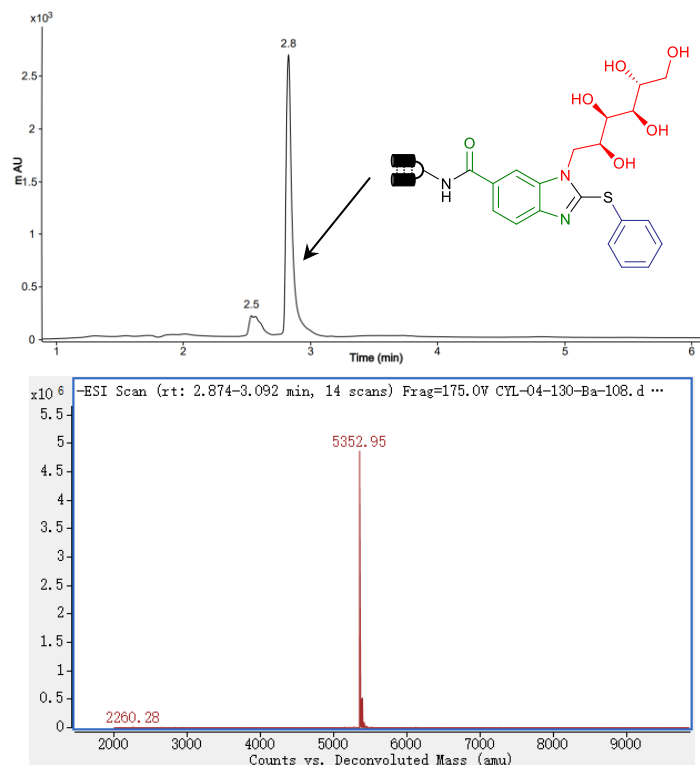 x10³
2.8
2.5
2
1.5
1
0.5
0
m AU
2.5
1
2
3
4
5
6
Time (min)
OH
HO
HO
OH
OH
O
N
H
N
N
S
x10 6
-ESI Scan (rt: 2.874-3.092 min, 14 scans) Frag=175.0V CYL-04-130-Ba-108.d ···
5.5
5
4.5
4
3.5
3
2.5
2
1.5
1
0.5
0
5352.95
2260.28
2000 3000 4000 5000 6000 7000 8000 9000
Counts vs. Deconvoluted Mass (amu)